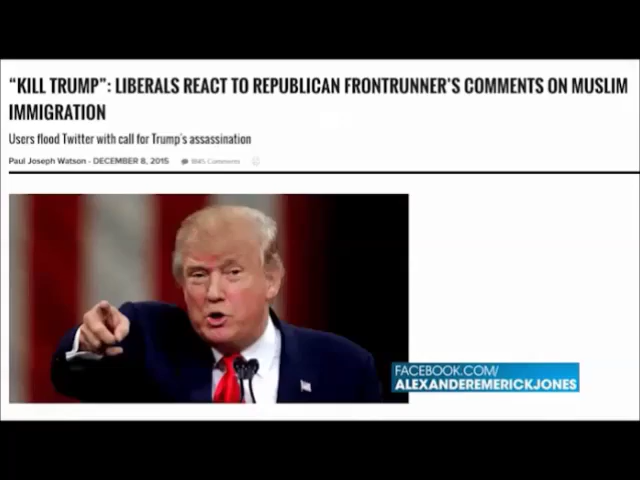 “KILL TRUMP”: LIBERALS REACT TO REPUBLICAN FRONTRUNNER'S COMMENTS ON MUSLIM
IMMIGRATION
Users flood Twitter with call for Trump's assassination
Paul Joseph Watson - DECEMBER 8, 2015 Comments
FACEBOOK.COM/
ALEXANDEREMERICKJONES